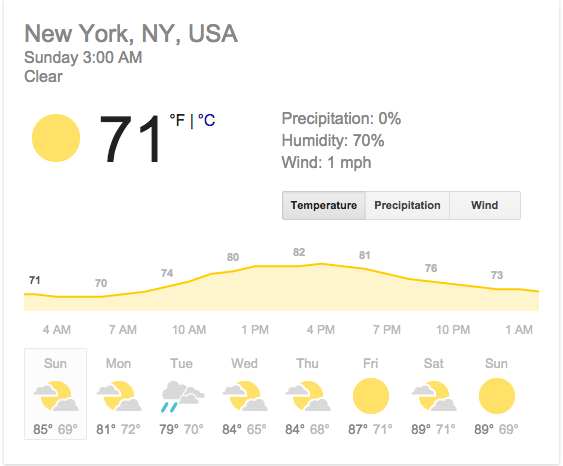 New York, NY, USA
Sunday 3:00 AM
Clear
71 °F | °C
Precipitation: 0%
Humidity: 70%
Wind: 1 mph
Temperature Precipitation Wind
71 70 74 80 82 81 76 73
4 AM 7 AM 10 AM 1 PM 4 PM 7 PM 10 PM 1 AM
Sun Mon Tue Wed Thu Fri Sat Sun
85° 69° 81° 72° 79° 70° 84° 65° 84° 68° 87° 71° 89° 71° 89° 69°